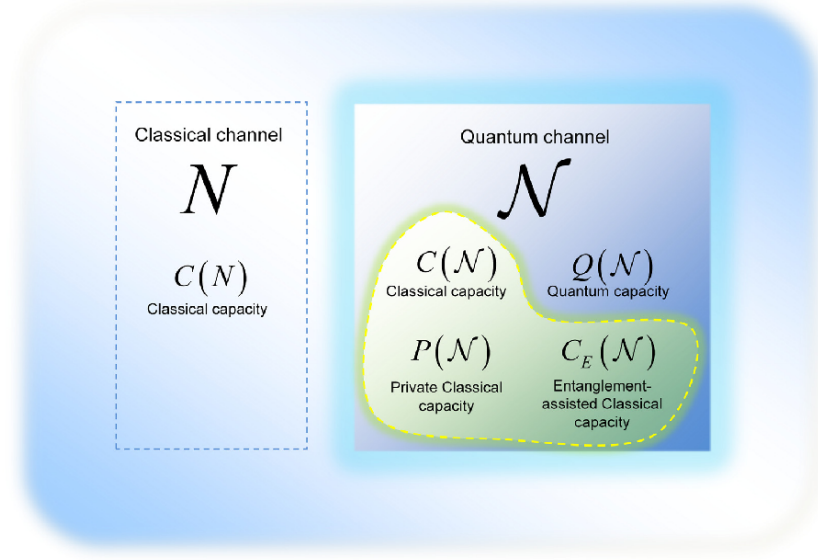 Classical channel
N
C(N)
Classical capacity
Quantum channel
𝒩
C(𝒩)
Classical capacity
Q(𝒩)
Quantum capacity
P(𝒩)
Private Classical
capacity
C_E(𝒩)
Entanglement-
assisted Classical
capacity